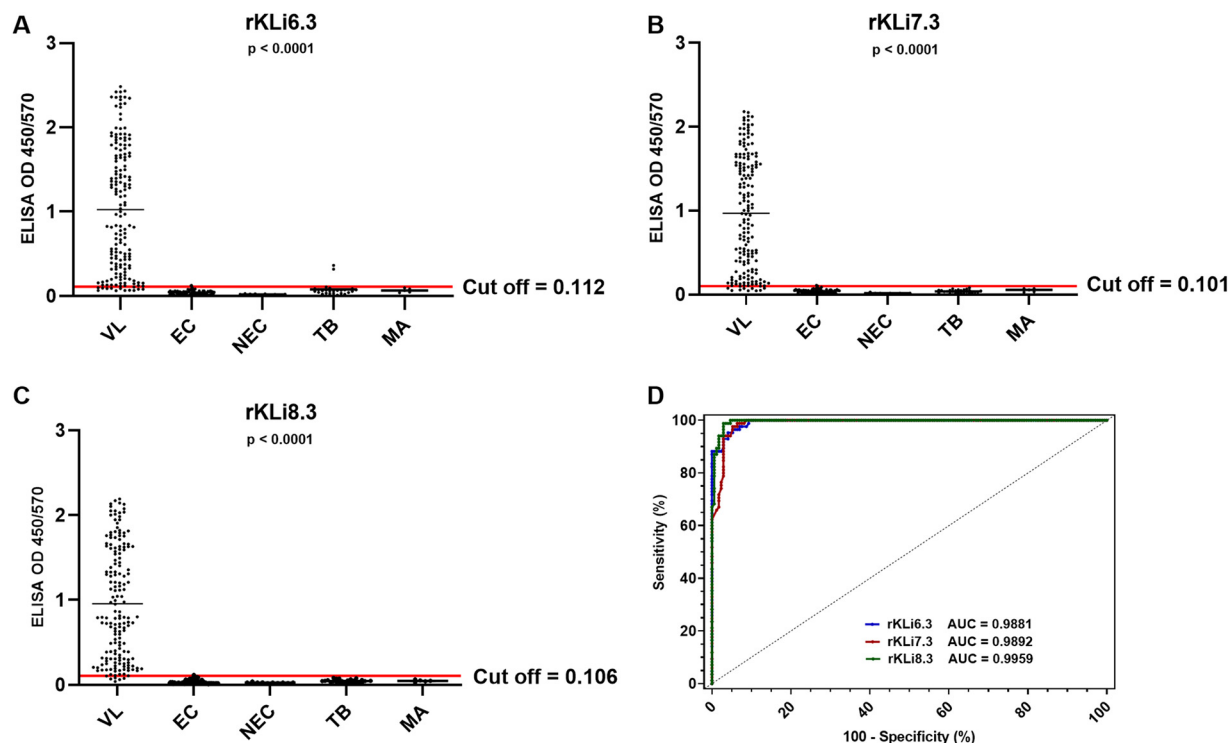 A
rKLi6.3
p < 0.0001
ELISA OD 450/570
3
2
1
0
Cut off = 0.112
VL
EC
NEC
TB
MA
B
rKLi7.3
p < 0.0001
ELISA OD 450/570
3
2
1
0
Cut off = 0.101
VL
EC
NEC
TB
MA
C
rKLi8.3
p < 0.0001
ELISA OD 450/570
3
2
1
0
Cut off = 0.106
VL
EC
NEC
TB
MA
D
Sensitivity (%)
100
80
60
40
20
0
rKLi6.3 AUC = 0.9881
rKLi7.3 AUC = 0.9892
rKLi8.3 AUC = 0.9959
0
20
40
60
80
100
100 - Specificity (%)